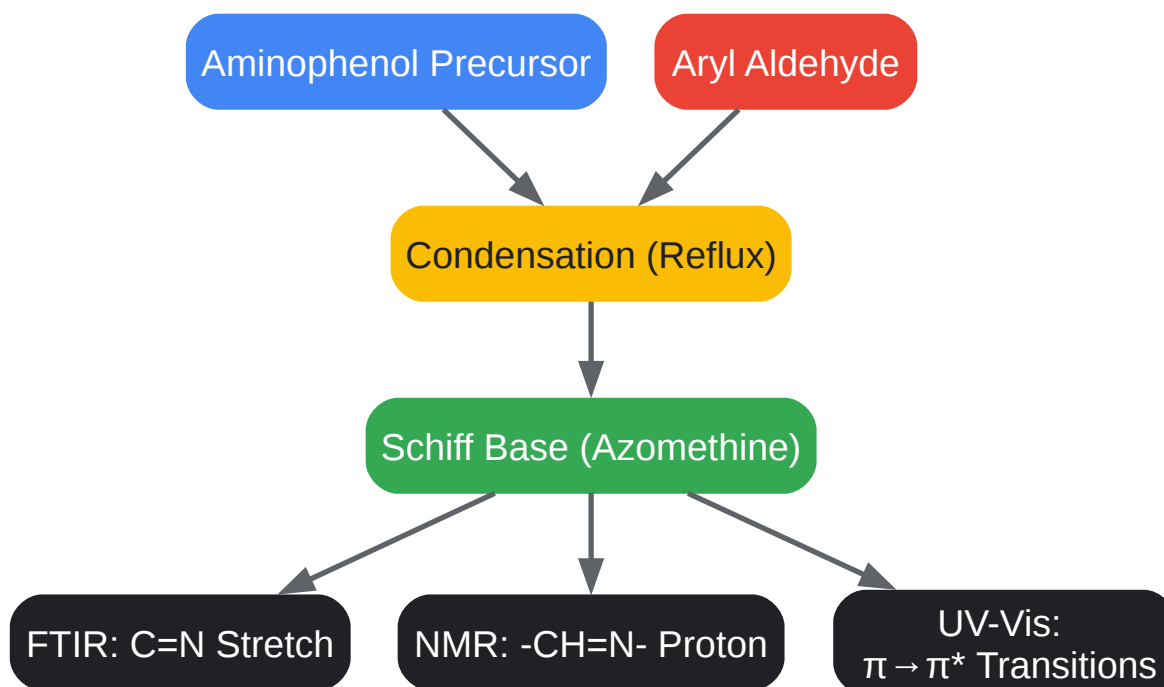 Aminophenol Precursor
Aryl Aldehyde
Condensation (Reflux)
Schiff Base (Azomethine)
FTIR: C=N Stretch
NMR: -CH=N- Proton
UV-Vis:
π→π* Transitions